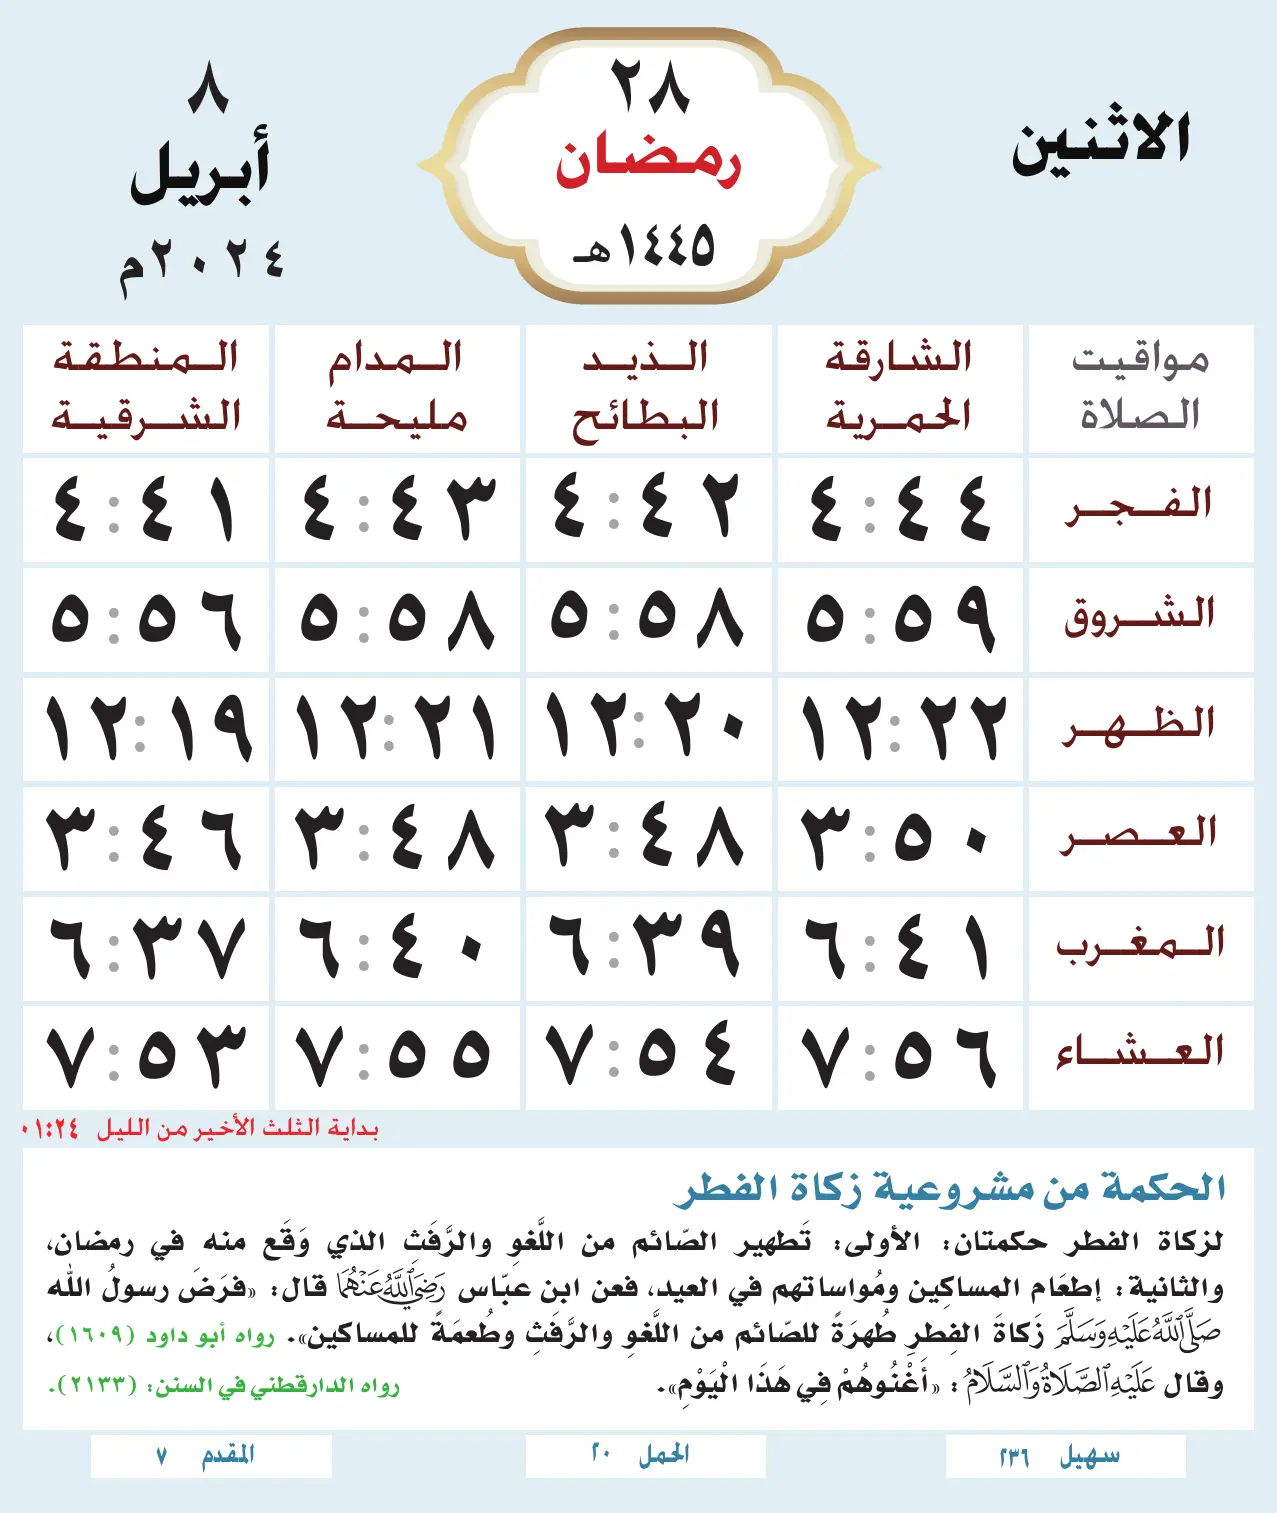 الاثنين
٢٨
رمضان
١٤٤٥هـ
٨
أبريل
٢٠٢٤م
مواقيت الصلاة	الشارقة الحمرية	الذيد البطائح	المدام مليحة	المنطقة الشرقية
الفجر	٤:٤٤	٤:٤٢	٤:٤٣	٤:٤١
الشروق	٥:٥٩	٥:٥٨	٥:٥٨	٥:٥٦
الظهر	١٢:٢٢	١٢:٢٠	١٢:٢١	١٢:١٩
العصر	٣:٥٠	٣:٤٨	٣:٤٨	٣:٤٦
المغرب	٦:٤١	٦:٣٩	٦:٤٠	٦:٣٧
العشاء	٧:٥٦	٧:٥٤	٧:٥٥	٧:٥٣
بداية الثلث الأخير من الليل ٠١:٢٤
الحكمة من مشروعية زكاة الفطر
لزكاة الفطر حكمتان: الأولى: تَطهير الصّائم من اللَّغوِ والرَّفَثِ الذي وَقَع منه في رمضان،
والثانية: إطعَام المساكِين ومُواساتهم في العيد، فعن ابن عبّاس رَضِيَ اللَّهُ عَنْهُمَا قال: «فرَضَ رسولُ الله
صَلَّى اللَّهُ عَلَيْهِ وَسَلَّمَ زَكاةَ الفِطرِ طُهرَةً للصّائم من اللَّغوِ والرَّفَثِ وطُعمَةً للمساكين». رواه أبو داود (١٦٠٩)،
وقال عَلَيْهِ الصَّلَاةُ وَالسَّلَامُ: «أَغْنُوهُمْ فِي هَذَا الْيَوْمِ». رواه الدارقطني في السنن: (٢١٣٣).
سهيل ٢٣٦	الحمل ٢٠	المقدم ٧